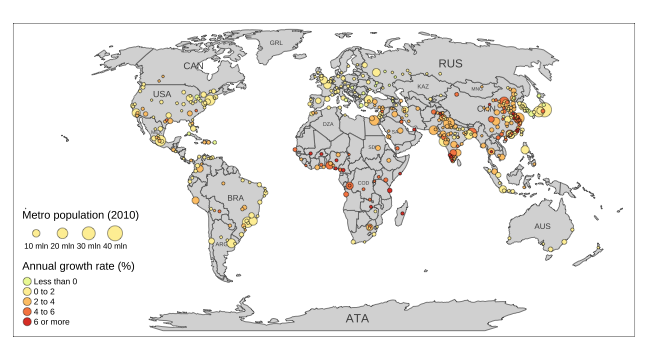 GRL
RUS
CAN
USA
KAZ
MNG
CHN
DZA
SDN
COD
BRA
ARG
AUS
ATA
Metro population (2010)
10 mln 20 mln 30 mln 40 mln
Annual growth rate (%)
Less than 0
0 to 2
2 to 4
4 to 6
6 or more